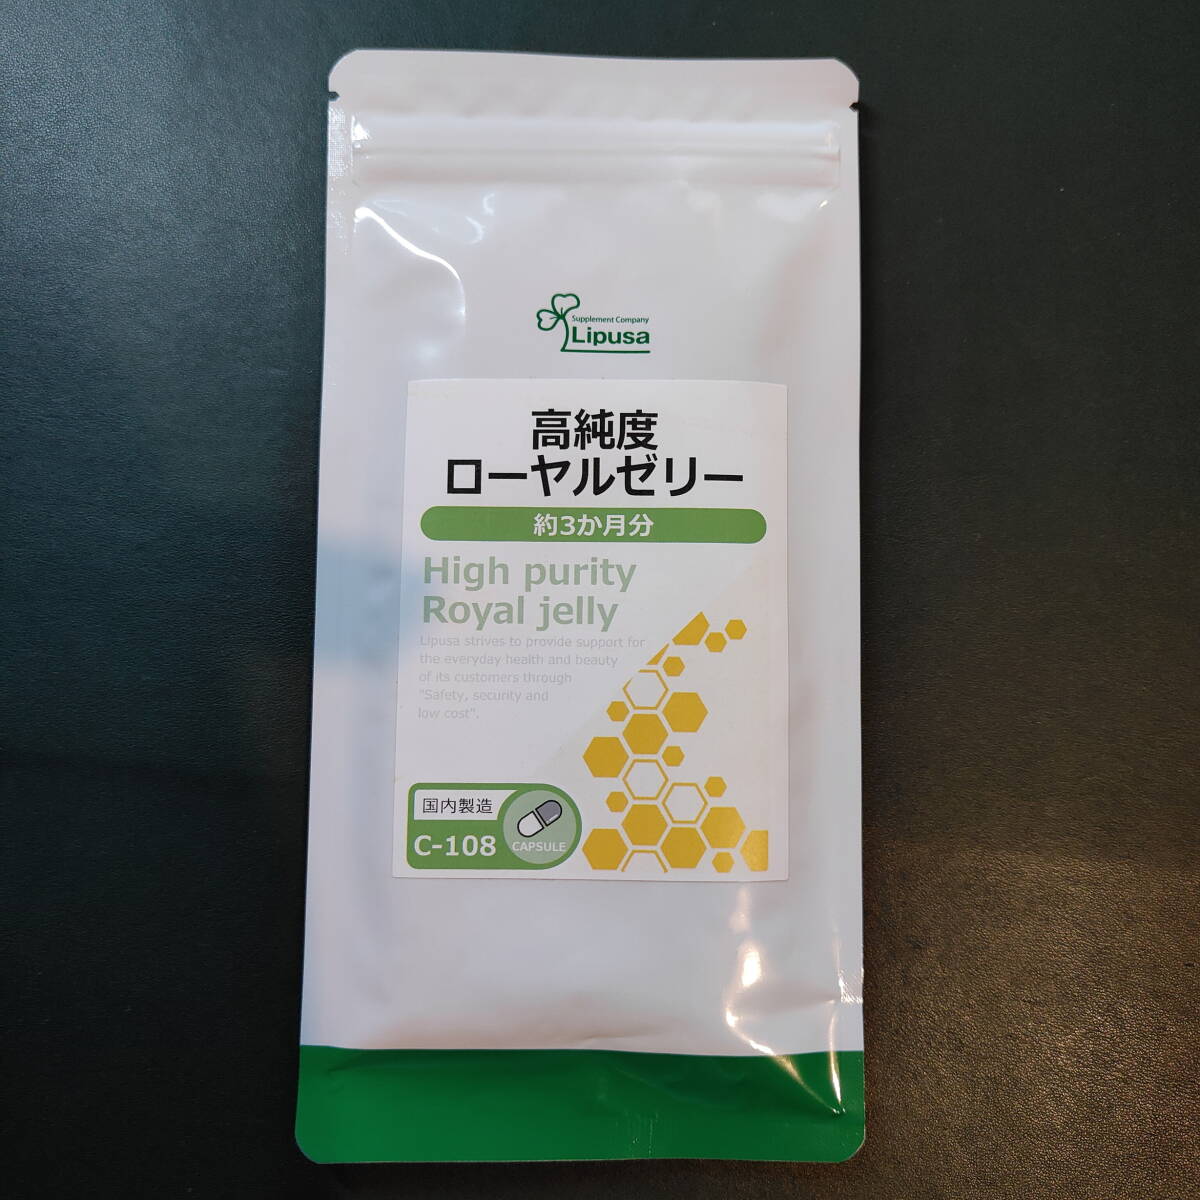 Supplement Company
Lipusa
高純度
ローヤルゼリー
約3か月分
High purity
Royal jelly
Lipusa strives to provide support for
the everyday health and beauty
of its customers through
"Safety, security and
low cost".
国内製造
C-108
CAPSULE